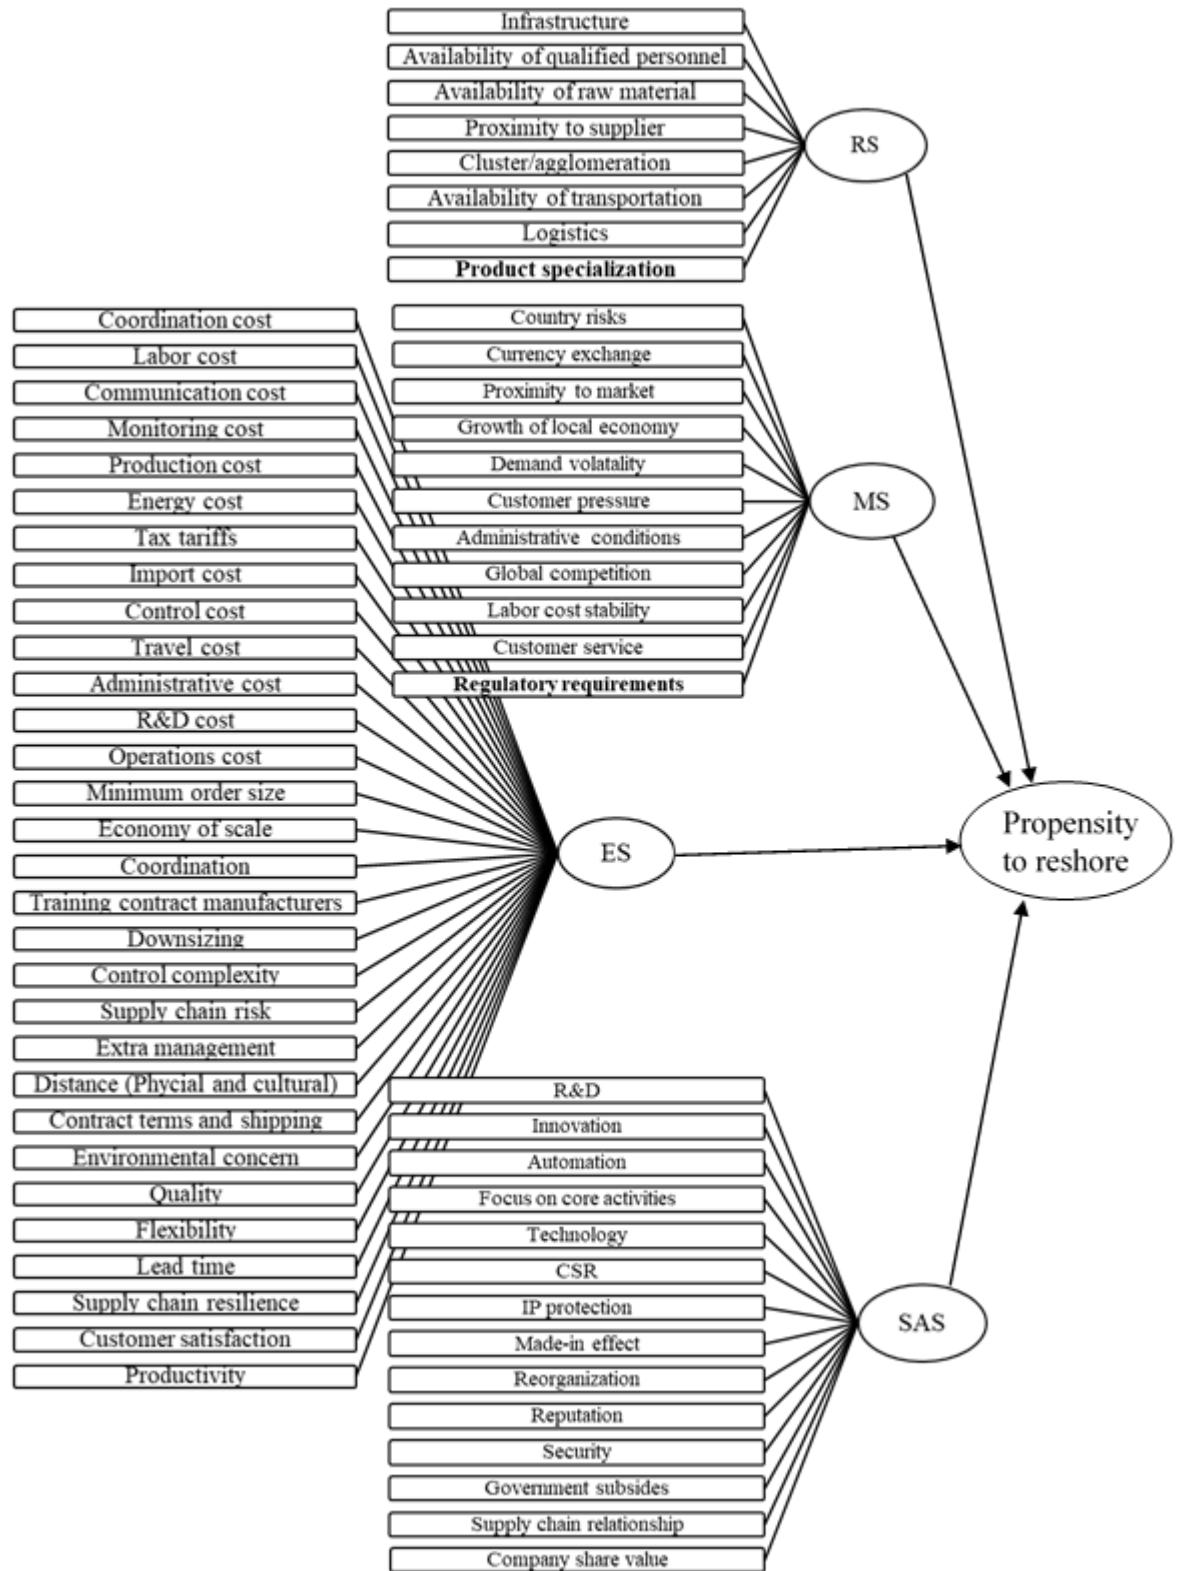 Infrastructure
Availability of qualified personnel
Availability of raw material
Proximity to supplier
Cluster/agglomeration
Availability of transportation
Logistics
Product specialization
RS
Country risks
Currency exchange
Proximity to market
Growth of local economy
Demand volatality
Customer pressure
Administrative conditions
Global competition
Labor cost stability
Customer service
Regulatory requirements
MS
Coordination cost
Labor cost
Communication cost
Monitoring cost
Production cost
Energy cost
Tax tariffs
Import cost
Control cost
Travel cost
Administrative cost
R&D cost
Operations cost
Minimum order size
Economy of scale
Coordination
Training contract manufacturers
Downsizing
Control complexity
Supply chain risk
Extra management
Distance (Phycial and cultural)
Contract terms and shipping
Environmental concern
Quality
Flexibility
Lead time
Supply chain resilience
Customer satisfaction
Productivity
ES
Propensity
to reshore
R&D
Innovation
Automation
Focus on core activities
Technology
CSR
IP protection
Made-in effect
Reorganization
Reputation
Security
Government subsides
Supply chain relationship
Company share value
SAS